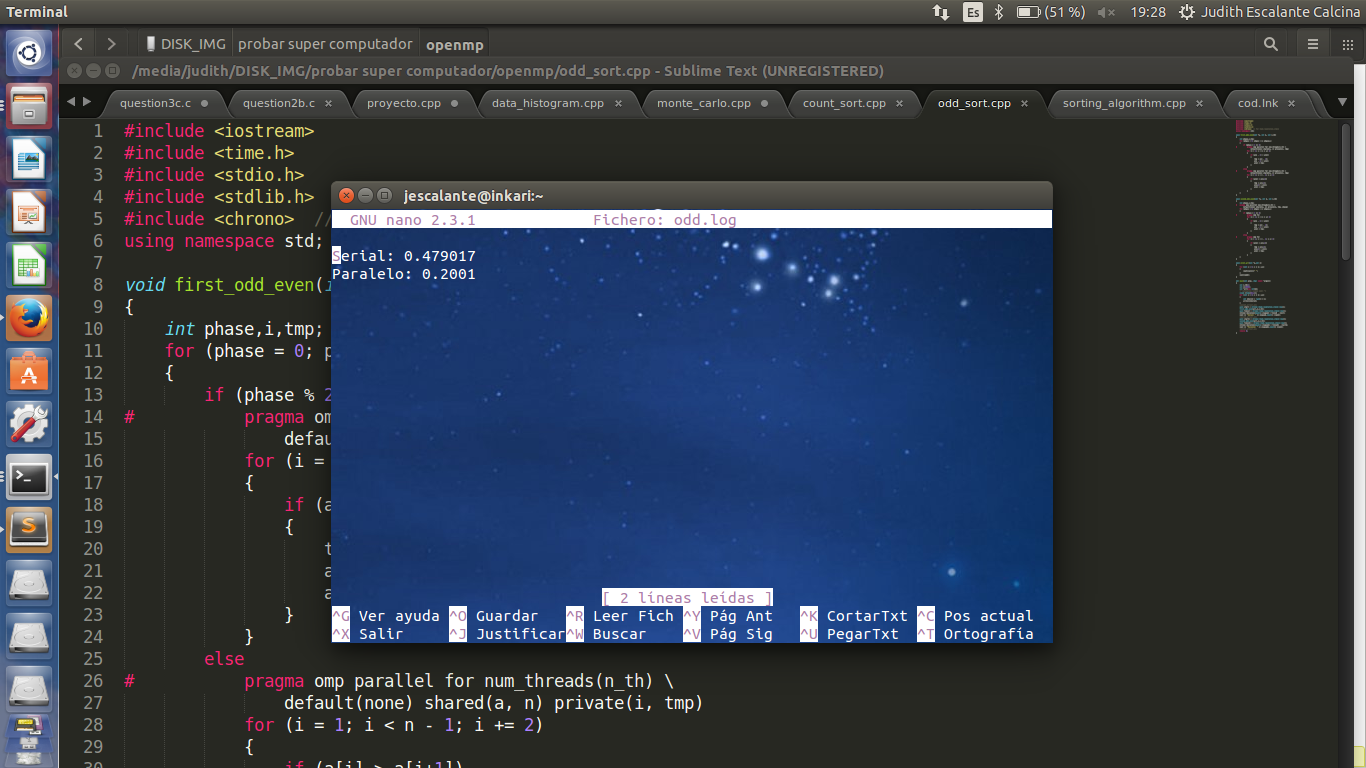 Terminal
Es (51 %) 19:28 Judith Escalante Calcina
DISK_IMG probar super computador openmp
/media/judith/DISK_IMG/probar super computador/openmp/odd_sort.cpp - Sublime Text (UNREGISTERED)
question3c.c question2b.c × proyecto.cpp data_histogram.cpp × monte_carlo.cpp count_sort.cpp × odd_sort.cpp × sorting_algorithm.cpp × cod.lnk ×
1 #include <iostream>
2 #include <time.h>
3 #include <stdio.h>
4 #include <stdlib.h>
5 #include <chrono> //
6 using namespace std;
7
8 void first_odd_even(
9 {
10 int phase,i,tmp;
11 for (phase = 0; p
12 {
13 if (phase % 2
14 # pragma om
15 defau
16 for (i =
17 {
18 if (a
19 {
20 t
21 a
22 a
23 }
24 }
25 else
26 # pragma omp parallel for num_threads(n_th) \
27 default(none) shared(a, n) private(i, tmp)
28 for (i = 1; i < n - 1; i += 2)
29 {
30 if (a[i] > a[i+1])
jescalante@inkari:~
GNU nano 2.3.1 Fichero: odd.log
Serial: 0.479017
Paralelo: 0.2001
[ 2 líneas leídas ]
^G Ver ayuda ^O Guardar ^R Leer Fich ^Y Pág Ant ^K CortarTxt ^C Pos actual
^X Salir ^J Justificar ^W Buscar ^V Pág Sig ^U PegarTxt ^T Ortografía